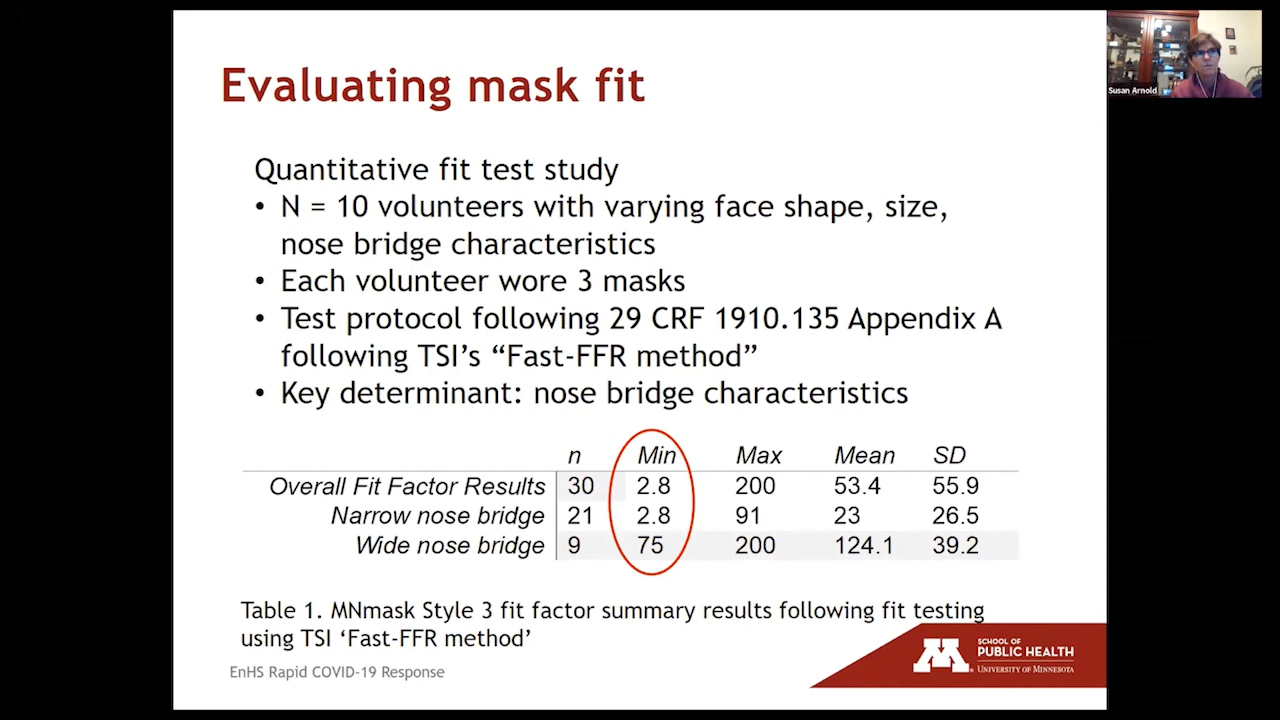 Evaluating mask fit
Susan Arnold
Quantitative fit test study
• N = 10 volunteers with varying face shape, size,
nose bridge characteristics
• Each volunteer wore 3 masks
• Test protocol following 29 CRF 1910.135 Appendix A
following TSI’s “Fast-FFR method”
• Key determinant: nose bridge characteristics
n Min Max Mean SD
Overall Fit Factor Results 30 2.8 200 53.4 55.9
Narrow nose bridge 21 2.8 91 23 26.5
Wide nose bridge 9 75 200 124.1 39.2
Table 1. MNmask Style 3 fit factor summary results following fit testing
using TSI ‘Fast-FFR method’
EnHS Rapid COVID-19 Response
M
SCHOOL OF
PUBLIC HEALTH
UNIVERSITY OF MINNESOTA